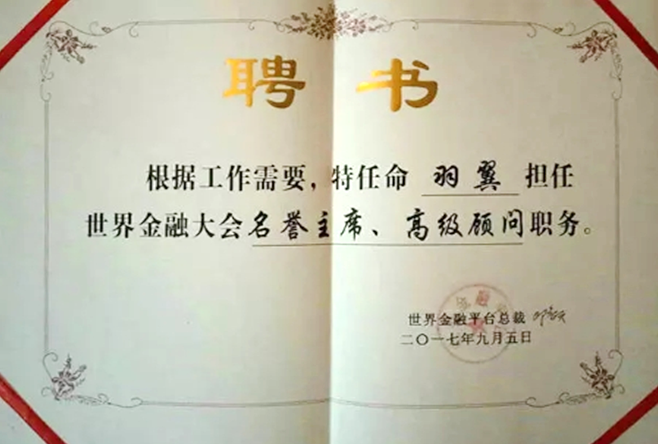 聘书
根据工作需要，特任命 羽翼 担任
世界金融大会名誉主席、高级顾问职务。
世界金融平台总裁
二〇一七年九月五日